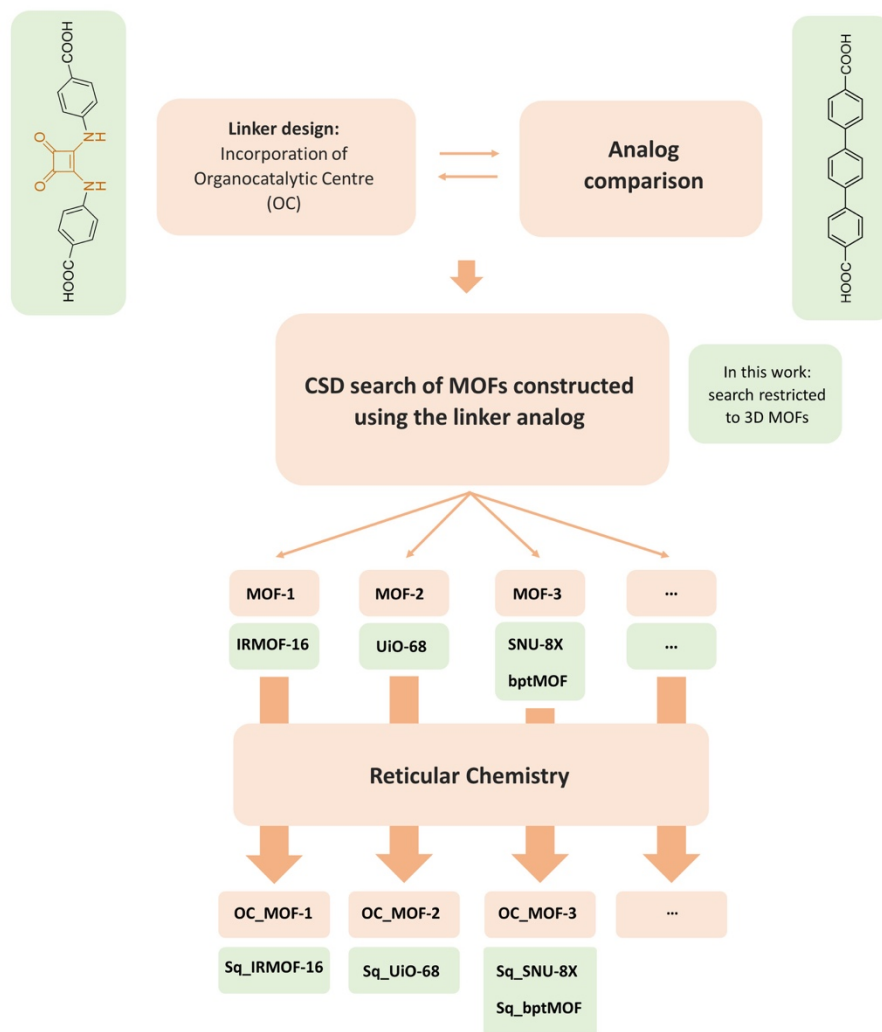 COOH
O
O
N
H
N
H
HOOC
Linker design:
Incorporation of
Organocatalytic Centre
(OC)
Analog
comparison
COOH
HOOC
CSD search of MOFs constructed
using the linker analog
In this work:
search restricted
to 3D MOFs
MOF-1
MOF-2
MOF-3
...
IRMOF-16
UiO-68
SNU-8X
bptMOF
...
Reticular Chemistry
OC_MOF-1
OC_MOF-2
OC_MOF-3
...
Sq_IRMOF-16
Sq_UiO-68
Sq_SNU-8X
Sq_bptMOF